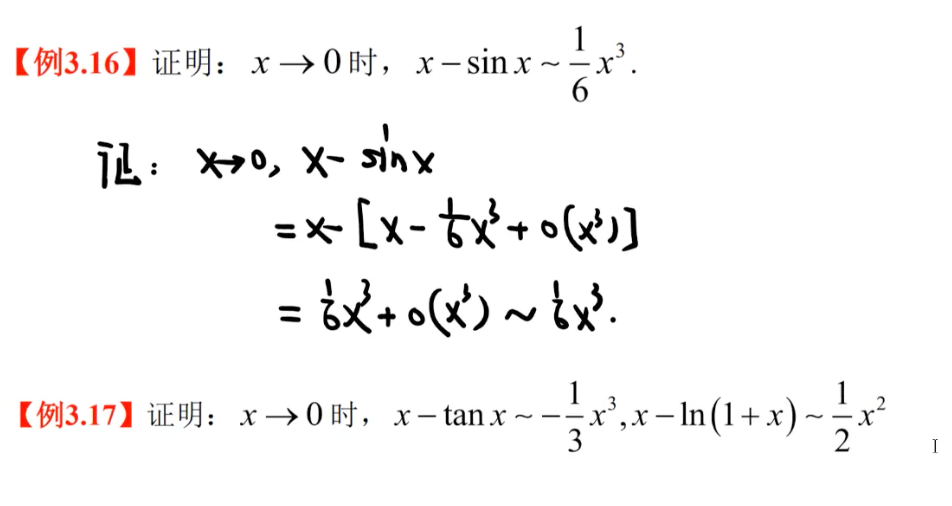 【例3.16】证明：x → 0 时，x − sin x ~ 1/6 x³.
证：x→0, x − sin x
= x − [x − 1/6 x³ + o(x³)]
= 1/6 x³ + o(x³) ~ 1/6 x³.
【例3.17】证明：x → 0 时，x − tan x ~ −1/3 x³, x − ln(1 + x) ~ 1/2 x²